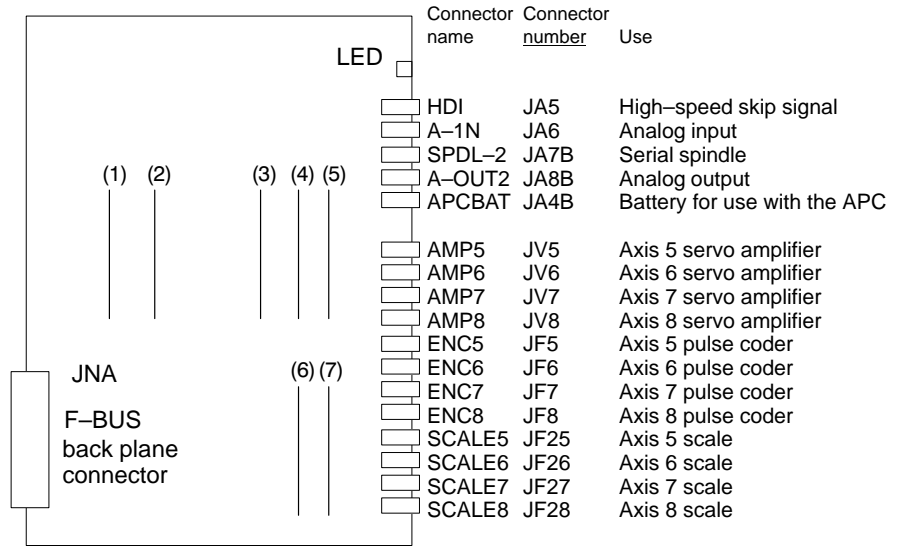 Connector name Connector number Use
LED
HDI JA5 High–speed skip signal
A–1N JA6 Analog input
SPDL–2 JA7B Serial spindle
A–OUT2 JA8B Analog output
APCBAT JA4B Battery for use with the APC
(1) (2) (3) (4) (5)
AMP5 JV5 Axis 5 servo amplifier
AMP6 JV6 Axis 6 servo amplifier
AMP7 JV7 Axis 7 servo amplifier
AMP8 JV8 Axis 8 servo amplifier
ENC5 JF5 Axis 5 pulse coder
ENC6 JF6 Axis 6 pulse coder
ENC7 JF7 Axis 7 pulse coder
ENC8 JF8 Axis 8 pulse coder
SCALE5 JF25 Axis 5 scale
SCALE6 JF26 Axis 6 scale
SCALE7 JF27 Axis 7 scale
SCALE8 JF28 Axis 8 scale
(6) (7)
JNA
F–BUS
back plane
connector